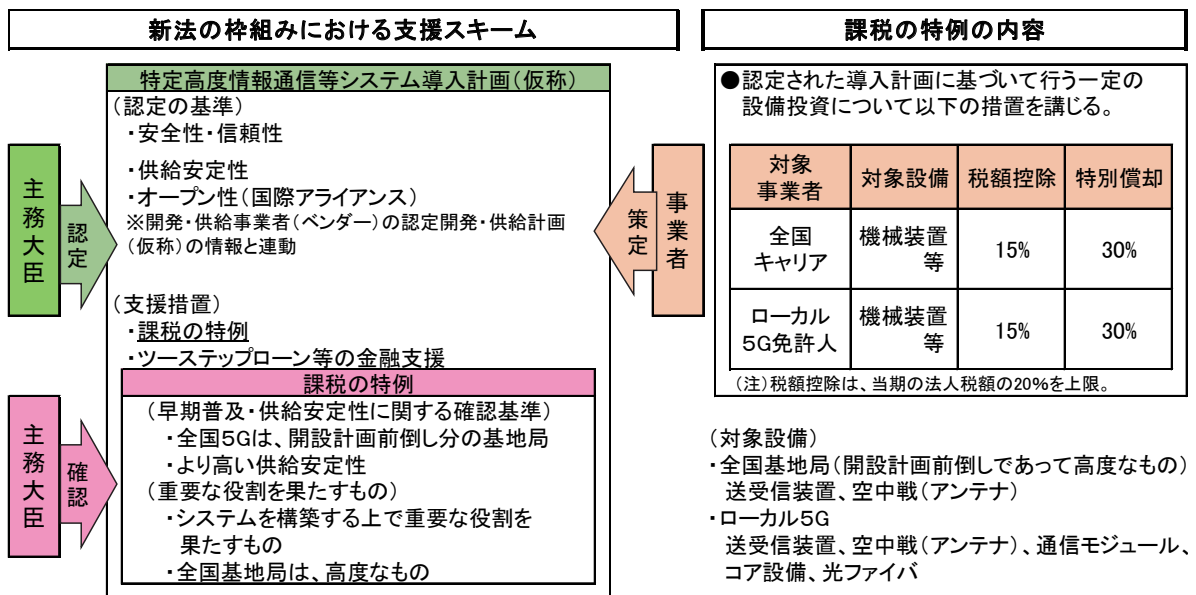 新法の枠組みにおける支援スキーム
特定高度情報通信等システム導入計画（仮称）
（認定の基準）
・安全性・信頼性
・供給安定性
・オープン性（国際アライアンス）
※開発・供給事業者（ベンダー）の認定開発・供給計画
（仮称）の情報と連動
（支援措置）
・課税の特例
・ツーステップローン等の金融支援
主務大臣
認定
事業者
策定
課税の特例
（早期普及・供給安定性に関する確認基準）
・全国5Gは、開設計画前倒し分の基地局
・より高い供給安定性
（重要な役割を果たすもの）
・システムを構築する上で重要な役割を
果たすもの
・全国基地局は、高度なもの
主務大臣
確認
課税の特例の内容
●認定された導入計画に基づいて行う一定の
設備投資について以下の措置を講じる。
対象
事業者
対象設備
税額控除
特別償却
全国
キャリア
機械装置
等
15%
30%
ローカル
5G免許人
機械装置
等
15%
30%
（注）税額控除は、当期の法人税額の20％を上限。
（対象設備）
・全国基地局（開設計画前倒しであって高度なもの）
送受信装置、空中戦（アンテナ）
・ローカル5G
送受信装置、空中戦（アンテナ）、通信モジュール、
コア設備、光ファイバ